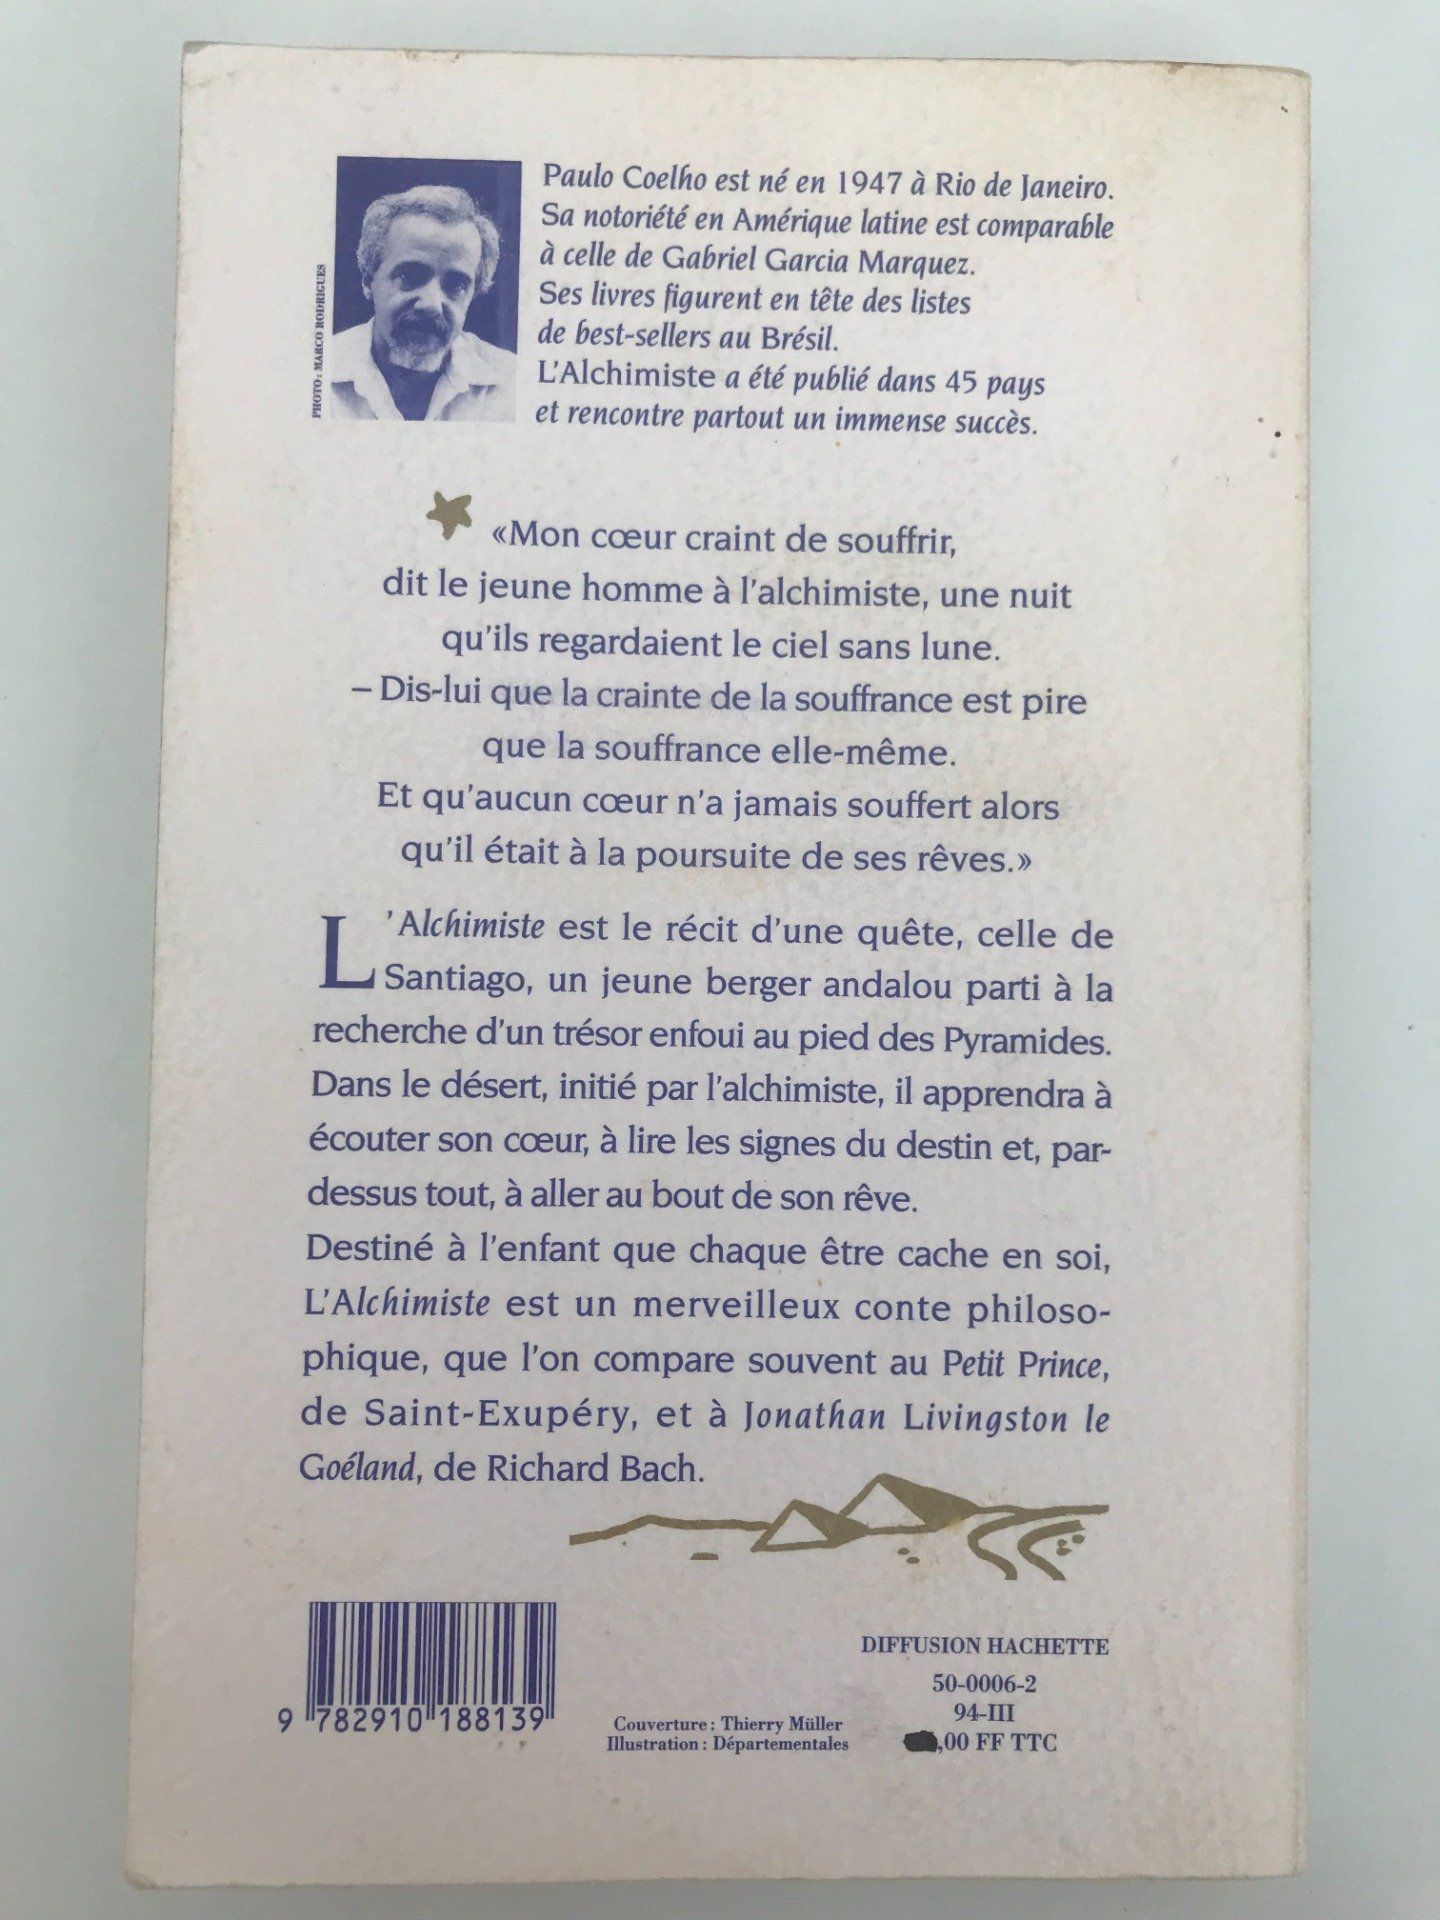 PHOTO: MARCO RODRIGUES
Paulo Coelho est né en 1947 à Rio de Janeiro.
Sa notoriété en Amérique latine est comparable
à celle de Gabriel Garcia Marquez.
Ses livres figurent en tête des listes
de best-sellers au Brésil.
L'Alchimiste a été publié dans 45 pays
et rencontre partout un immense succès.
«Mon cœur craint de souffrir,
dit le jeune homme à l'alchimiste, une nuit
qu'ils regardaient le ciel sans lune.
– Dis-lui que la crainte de la souffrance est pire
que la souffrance elle-même.
Et qu'aucun cœur n'a jamais souffert alors
qu'il était à la poursuite de ses rêves.»
L'Alchimiste est le récit d'une quête, celle de
Santiago, un jeune berger andalou parti à la
recherche d'un trésor enfoui au pied des Pyramides.
Dans le désert, initié par l'alchimiste, il apprendra à
écouter son cœur, à lire les signes du destin et, par-
dessus tout, à aller au bout de son rêve.
Destiné à l'enfant que chaque être cache en soi,
L'Alchimiste est un merveilleux conte philoso-
phique, que l'on compare souvent au Petit Prince,
de Saint-Exupéry, et à Jonathan Livingston le
Goéland, de Richard Bach.
9 782910 188139
Couverture : Thierry Müller
Illustration : Départementales
DIFFUSION HACHETTE
50-0006-2
94-III
,00 FF TTC